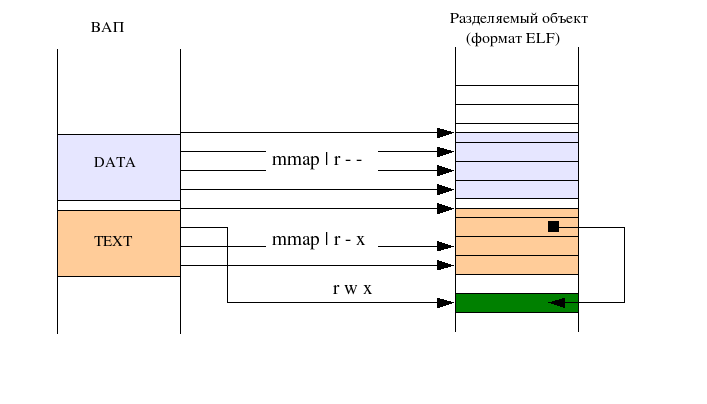 ВАП
Разделяемый объект
(формат ELF)
DATA
mmap | r - -
TEXT
mmap | r - x
r w x